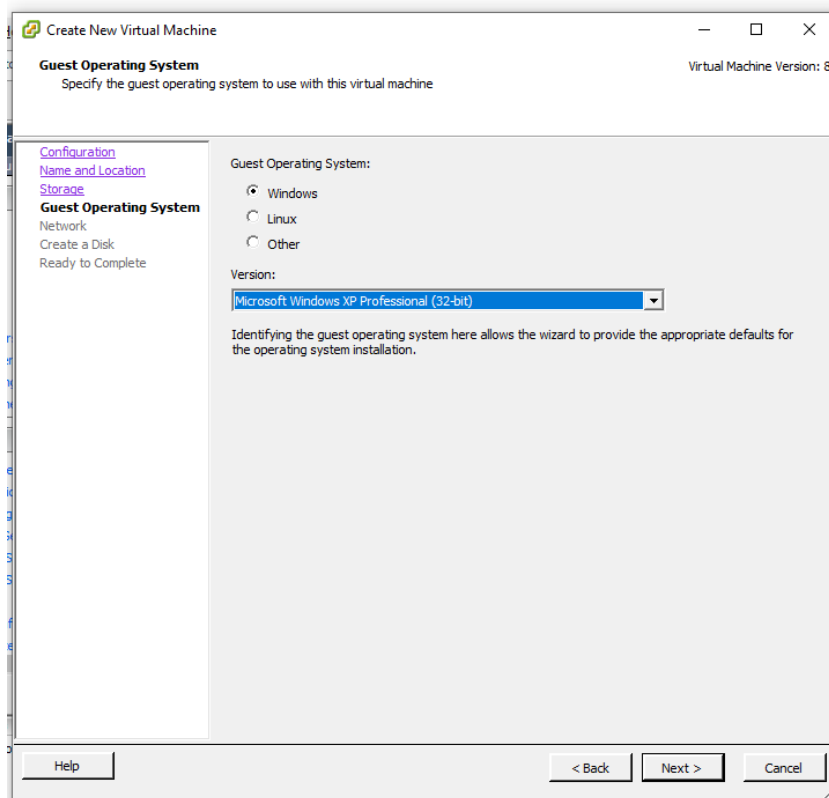 Create New Virtual Machine
Guest Operating System
Virtual Machine Version: 8
Specify the guest operating system to use with this virtual machine
Configuration
Name and Location
Storage
Guest Operating System
Network
Create a Disk
Ready to Complete
Guest Operating System:
Windows
Linux
Other
Version:
Microsoft Windows XP Professional (32-bit)
Identifying the guest operating system here allows the wizard to provide the appropriate defaults for
the operating system installation.
Help
< Back
Next >
Cancel